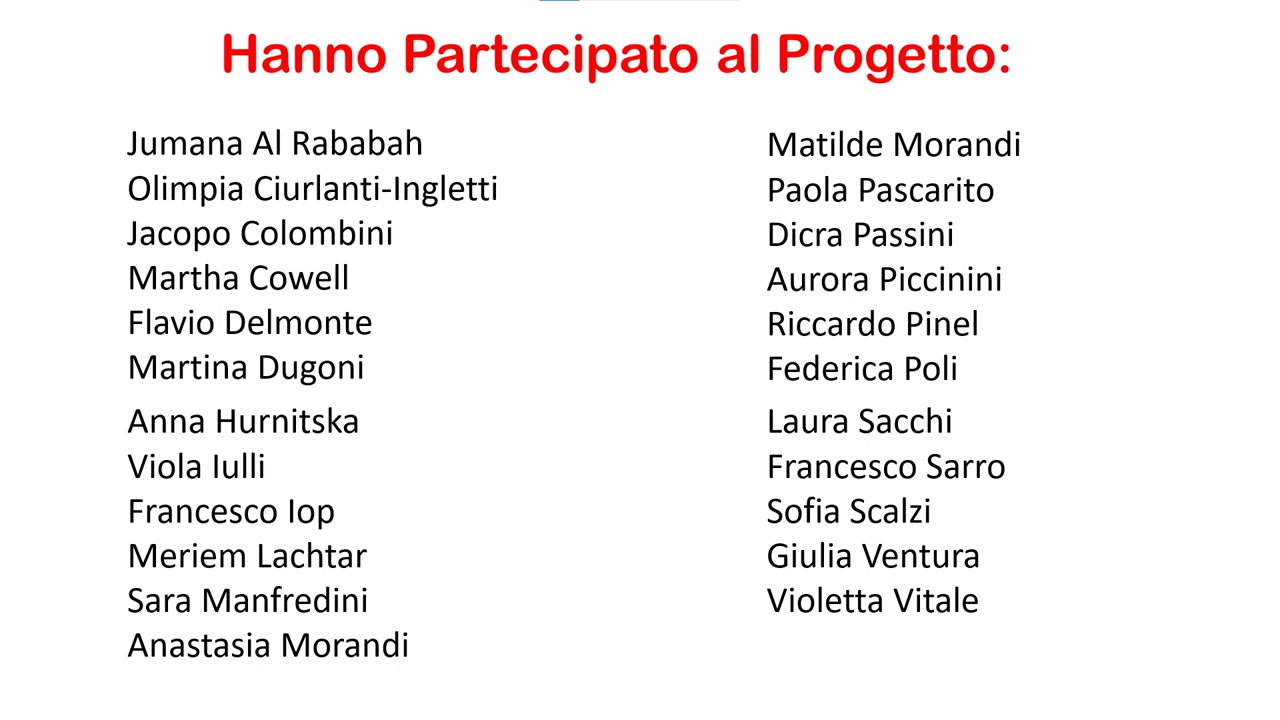 Hanno Partecipato al Progetto:
Jumana Al Rababah
Olimpia Ciurlanti-Ingletti
Jacopo Colombini
Martha Cowell
Flavio Delmonte
Martina Dugoni
Anna Hurnitska
Viola Iulli
Francesco Iop
Meriem Lachtar
Sara Manfredini
Anastasia Morandi
Matilde Morandi
Paola Pascarito
Dicra Passini
Aurora Piccinini
Riccardo Pinel
Federica Poli
Laura Sacchi
Francesco Sarro
Sofia Scalzi
Giulia Ventura
Violetta Vitale